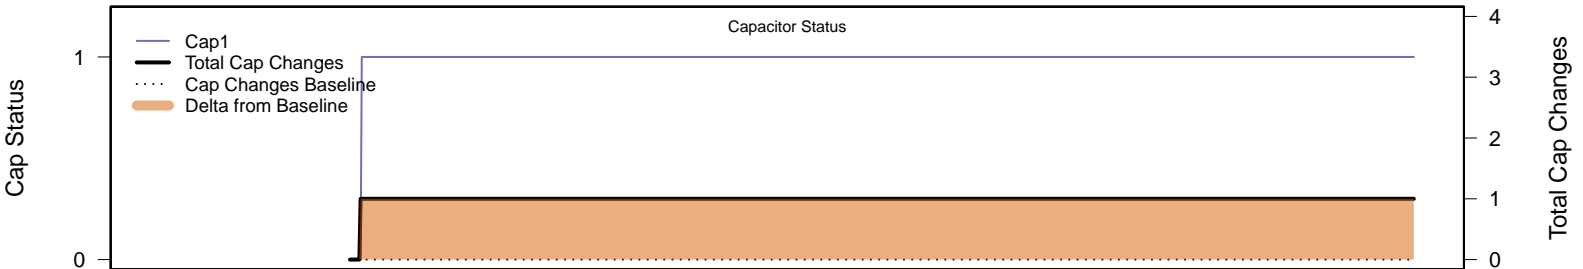 Capacitor Status
Cap1
Total Cap Changes
Cap Changes Baseline
Delta from Baseline
Cap Status
1
0
4
3
2
1
0
Total Cap Changes